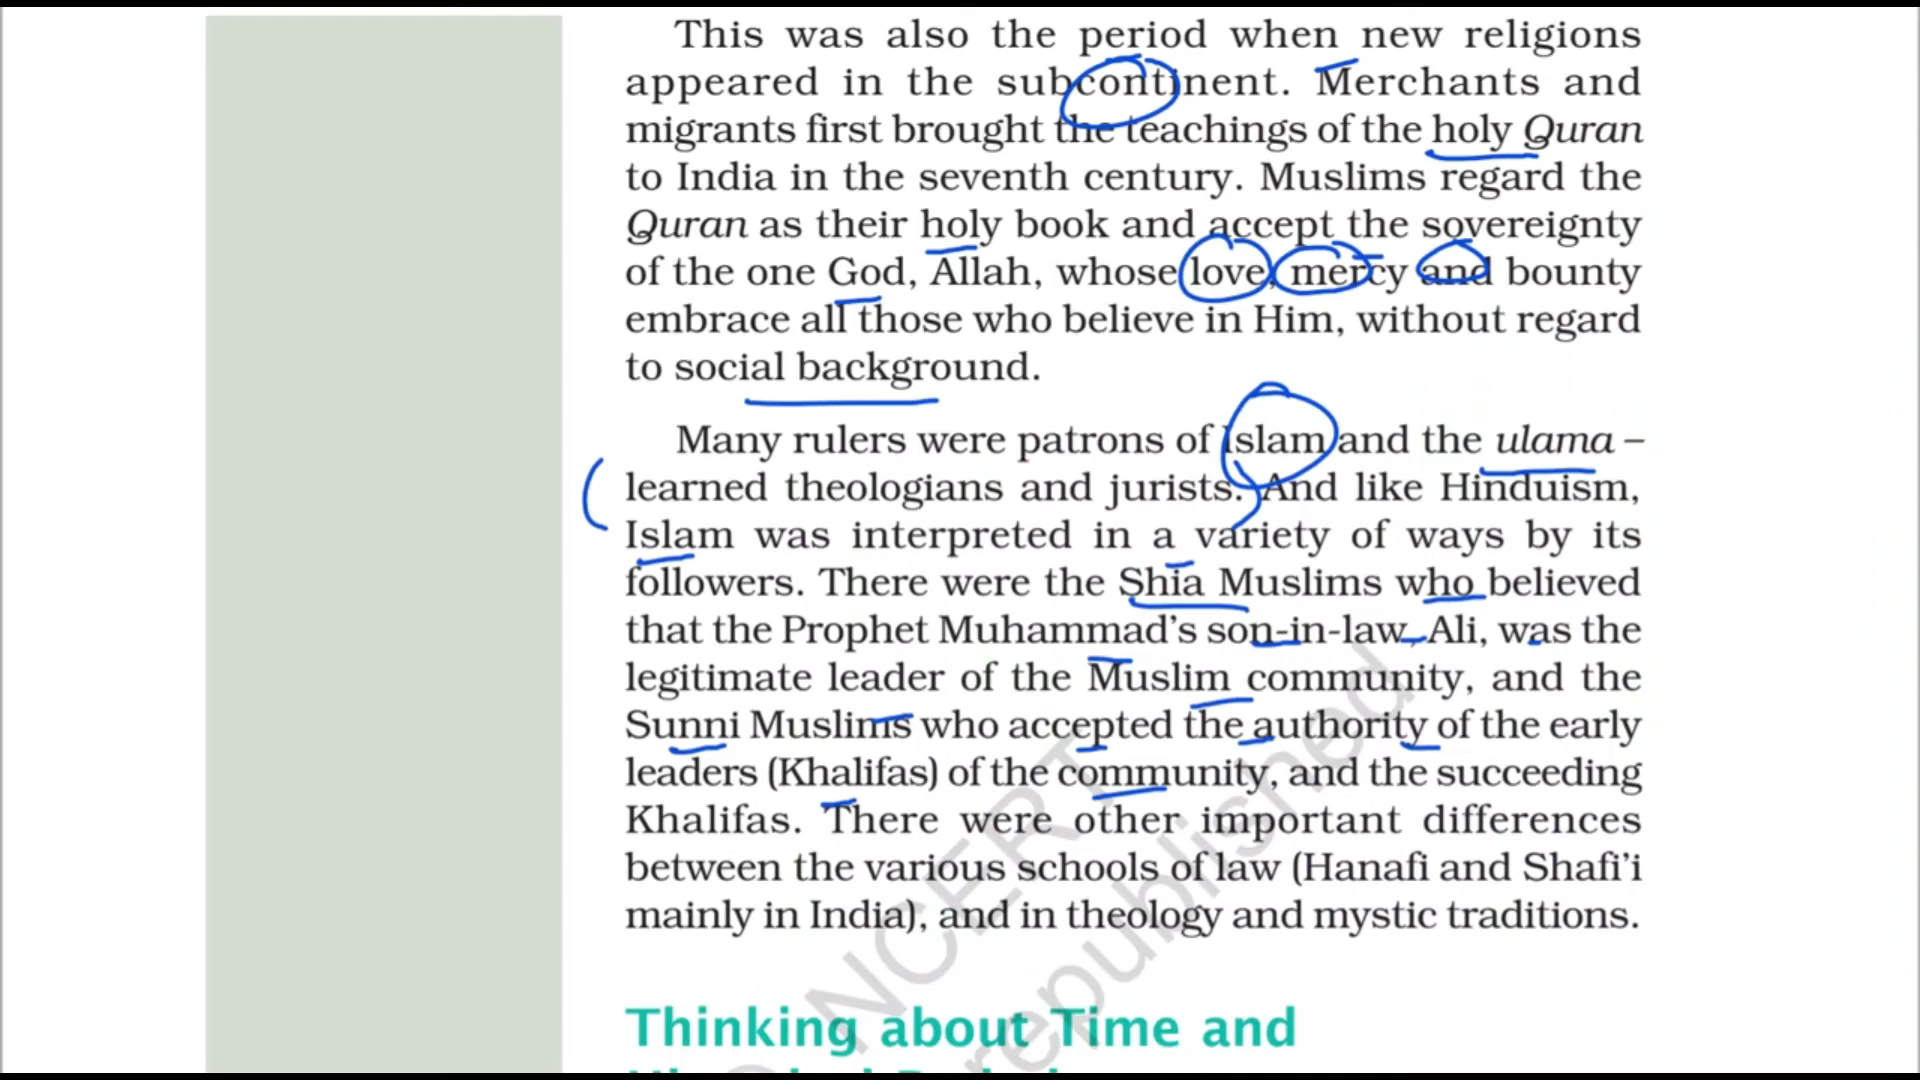 This was also the period when new religions
appeared in the subcontinent. Merchants and
migrants first brought the teachings of the holy Quran
to India in the seventh century. Muslims regard the
Quran as their holy book and accept the sovereignty
of the one God, Allah, whose love, mercy and bounty
embrace all those who believe in Him, without regard
to social background.
Many rulers were patrons of Islam and the ulama –
learned theologians and jurists. And like Hinduism,
Islam was interpreted in a variety of ways by its
followers. There were the Shia Muslims who believed
that the Prophet Muhammad’s son-in-law, Ali, was the
legitimate leader of the Muslim community, and the
Sunni Muslims who accepted the authority of the early
leaders (Khalifas) of the community, and the succeeding
Khalifas. There were other important differences
between the various schools of law (Hanafi and Shafi’i
mainly in India), and in theology and mystic traditions.
Thinking about Time and
NCERT
republished